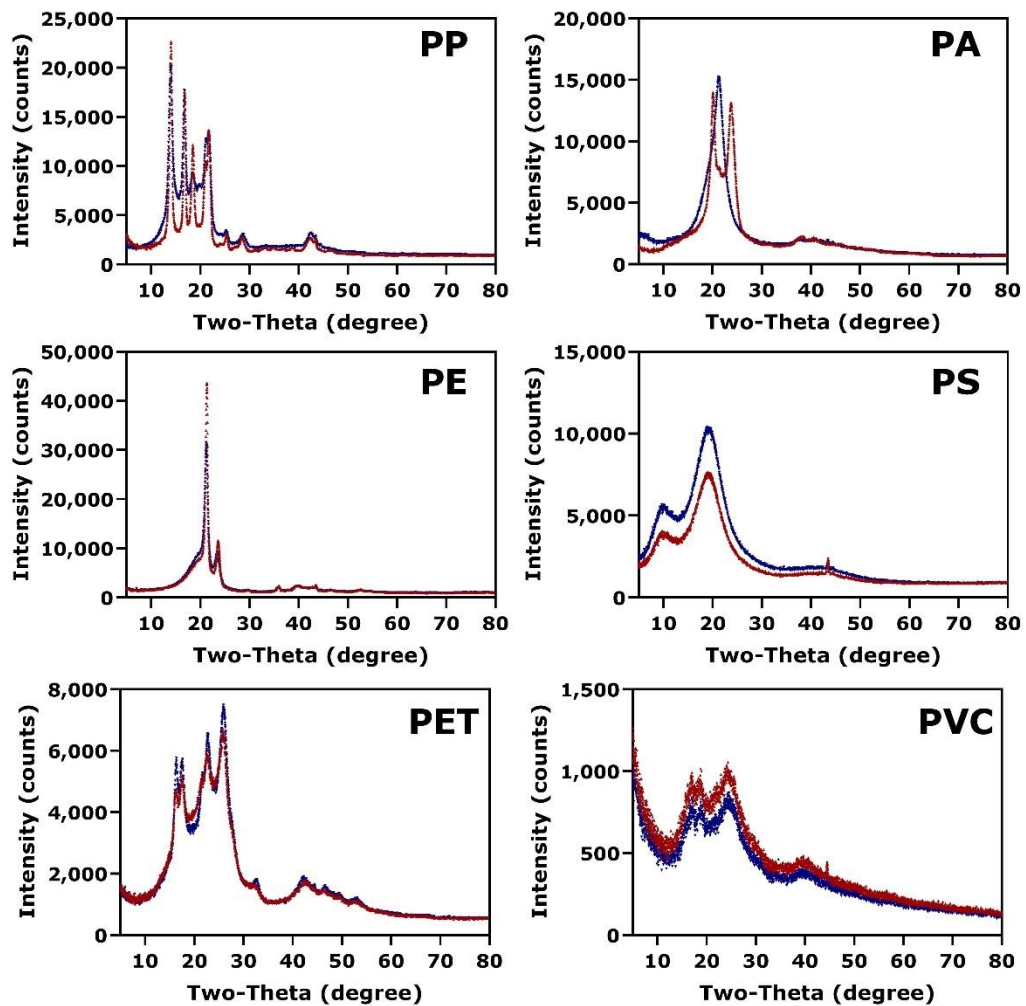 PP
Intensity (counts)
25,000
20,000
15,000
10,000
5,000
0
10 20 30 40 50 60 70 80
Two-Theta (degree)
PA
Intensity (counts)
20,000
15,000
10,000
5,000
0
10 20 30 40 50 60 70 80
Two-Theta (degree)
PE
Intensity (counts)
50,000
40,000
30,000
20,000
10,000
0
10 20 30 40 50 60 70 80
Two-Theta (degree)
PS
Intensity (counts)
15,000
10,000
5,000
0
10 20 30 40 50 60 70 80
Two-Theta (degree)
PET
Intensity (counts)
8,000
6,000
4,000
2,000
0
10 20 30 40 50 60 70 80
Two-Theta (degree)
PVC
Intensity (counts)
1,500
1,000
500
0
10 20 30 40 50 60 70 80
Two-Theta (degree)